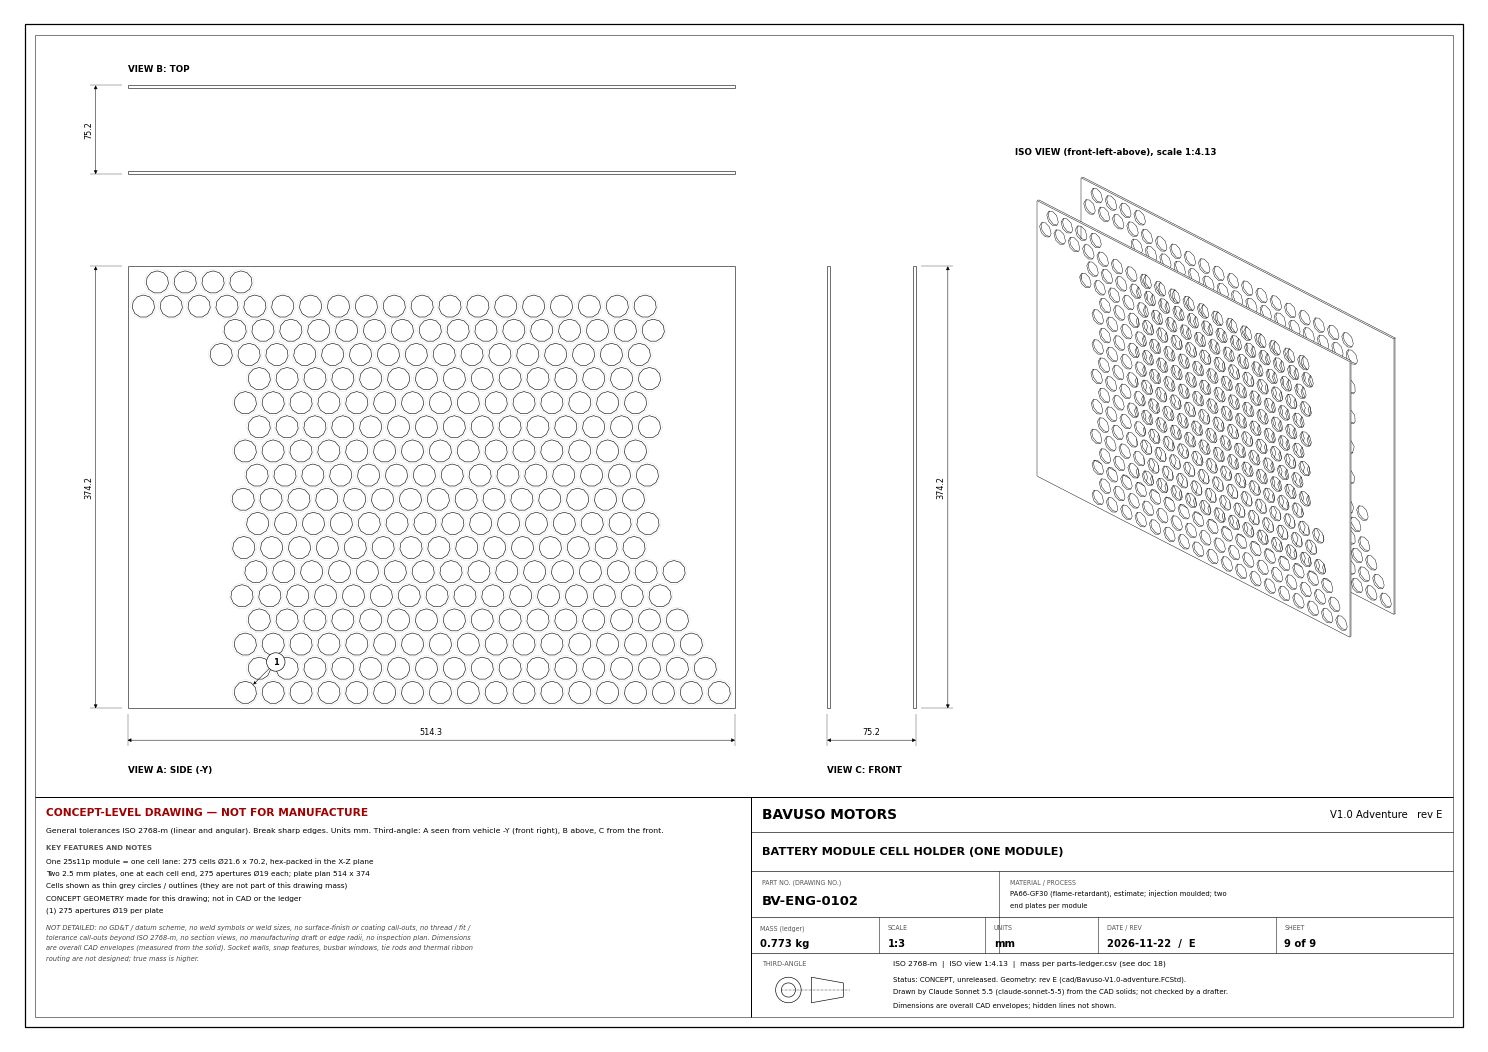 VIEW B: TOP
75.2
ISO VIEW (front-left-above), scale 1:4.13
374.2
1
374.2
514.3
75.2
VIEW A: SIDE (-Y)
VIEW C: FRONT
CONCEPT-LEVEL DRAWING — NOT FOR MANUFACTURE
General tolerances ISO 2768-m (linear and angular). Break sharp edges. Units mm. Third-angle: A seen from vehicle -Y (front right), B above, C from the front.
KEY FEATURES AND NOTES
One 25s11p module = one cell lane: 275 cells Ø21.6 x 70.2, hex-packed in the X-Z plane
Two 2.5 mm plates, one at each cell end, 275 apertures Ø19 each; plate plan 514 x 374
Cells shown as thin grey circles / outlines (they are not part of this drawing mass)
CONCEPT GEOMETRY made for this drawing; not in CAD or the ledger
(1) 275 apertures Ø19 per plate
NOT DETAILED: no GD&T / datum scheme, no weld symbols or weld sizes, no surface-finish or coating call-outs, no thread / fit /
tolerance call-outs beyond ISO 2768-m, no section views, no manufacturing draft or edge radii, no inspection plan. Dimensions
are overall CAD envelopes (measured from the solid). Socket walls, snap features, busbar windows, tie rods and thermal ribbon
routing are not designed; true mass is higher.
BAVUSO MOTORS
V1.0 Adventure rev E
BATTERY MODULE CELL HOLDER (ONE MODULE)
PART NO. (DRAWING NO.)
BV-ENG-0102
MATERIAL / PROCESS
PA66-GF30 (flame-retardant), estimate; injection moulded; two
end plates per module
MASS (ledger)
0.773 kg
SCALE
1:3
UNITS
mm
DATE / REV
2026-11-22 / E
SHEET
9 of 9
THIRD-ANGLE
ISO 2768-m | ISO view 1:4.13 | mass per parts-ledger.csv (see doc 18)
Status: CONCEPT, unreleased. Geometry: rev E (cad/Bavuso-V1.0-adventure.FCStd).
Drawn by Claude Sonnet 5.5 (claude-sonnet-5-5) from the CAD solids; not checked by a drafter.
Dimensions are overall CAD envelopes; hidden lines not shown.